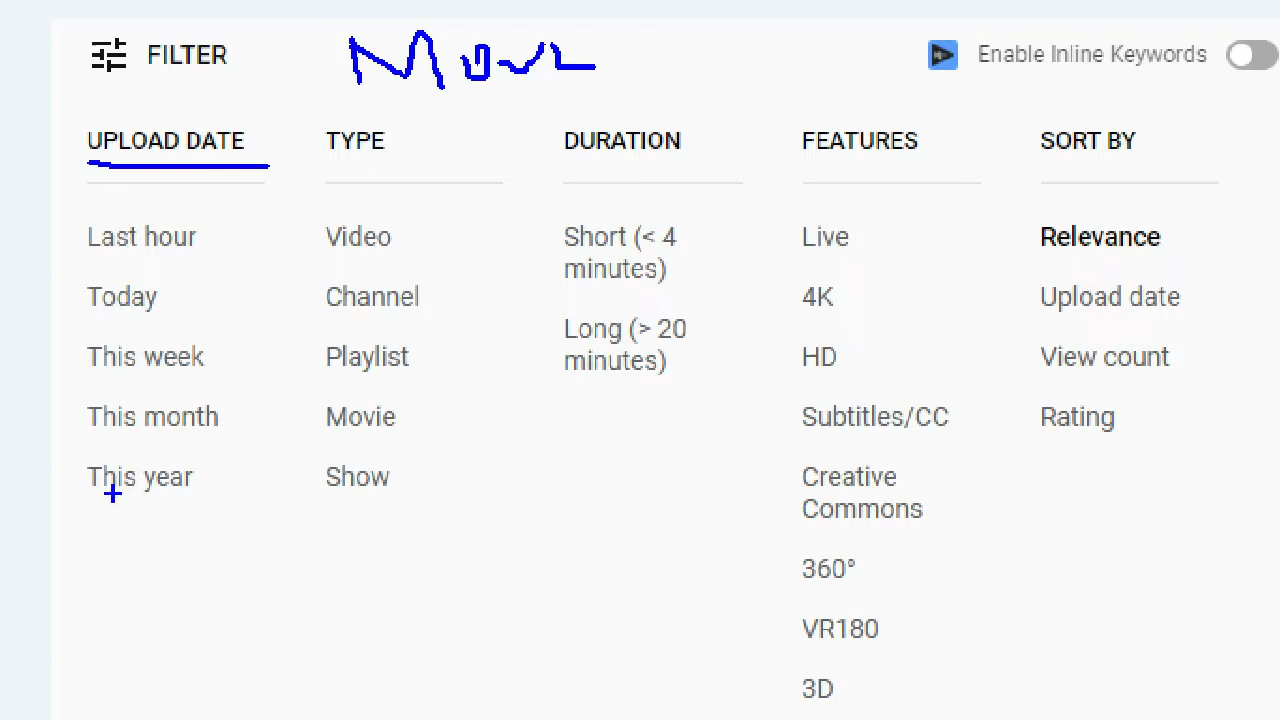 FILTER
Enable Inline Keywords
UPLOAD DATE
Last hour
Today
This week
This month
This year
TYPE
Video
Channel
Playlist
Movie
Show
DURATION
Short (< 4
minutes)
Long (> 20
minutes)
FEATURES
Live
4K
HD
Subtitles/CC
Creative
Commons
360°
VR180
3D
SORT BY
Relevance
Upload date
View count
Rating